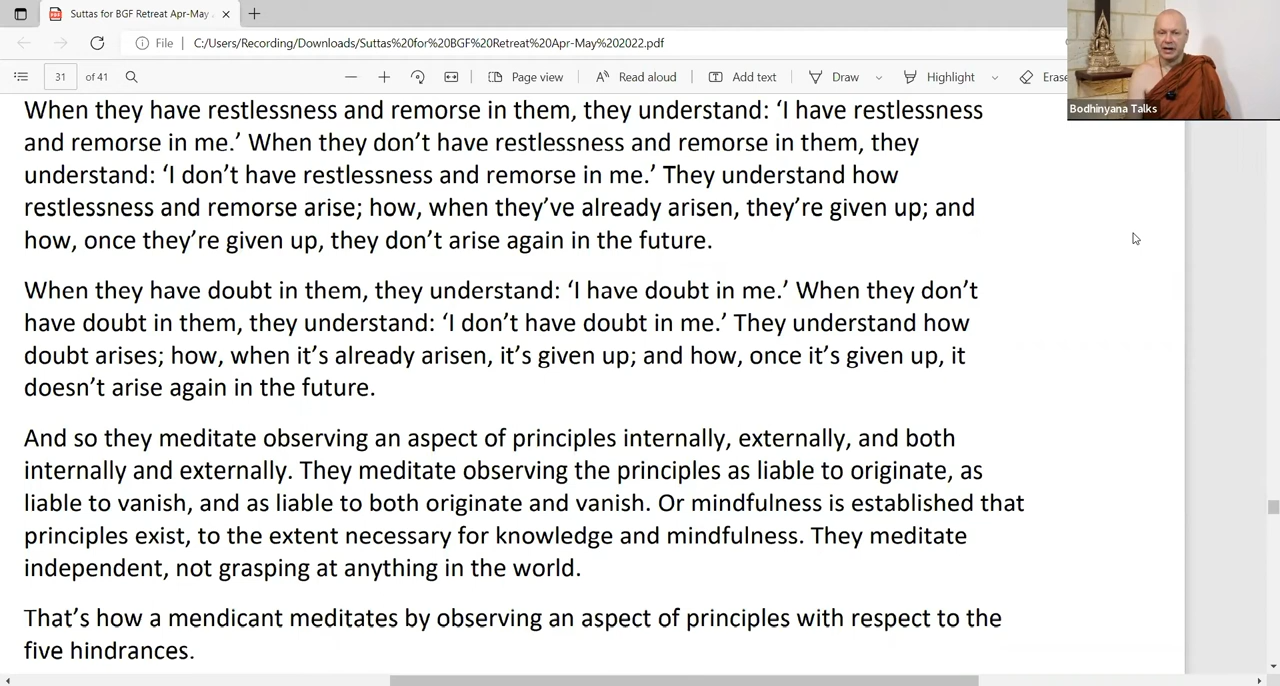 Suttas for BGF Retreat Apr-May
File C:/Users/Recording/Downloads/Suttas%20for%20BGF%20Retreat%20Apr-May%202022.pdf
31 of 41 Page view Read aloud Add text Draw Highlight Erase
Bodhinyana Talks
When they have restlessness and remorse in them, they understand: ‘I have restlessness
and remorse in me.’ When they don’t have restlessness and remorse in them, they
understand: ‘I don’t have restlessness and remorse in me.’ They understand how
restlessness and remorse arise; how, when they’ve already arisen, they’re given up; and
how, once they’re given up, they don’t arise again in the future.
When they have doubt in them, they understand: ‘I have doubt in me.’ When they don’t
have doubt in them, they understand: ‘I don’t have doubt in me.’ They understand how
doubt arises; how, when it’s already arisen, it’s given up; and how, once it’s given up, it
doesn’t arise again in the future.
And so they meditate observing an aspect of principles internally, externally, and both
internally and externally. They meditate observing the principles as liable to originate, as
liable to vanish, and as liable to both originate and vanish. Or mindfulness is established that
principles exist, to the extent necessary for knowledge and mindfulness. They meditate
independent, not grasping at anything in the world.
That’s how a mendicant meditates by observing an aspect of principles with respect to the
five hindrances.